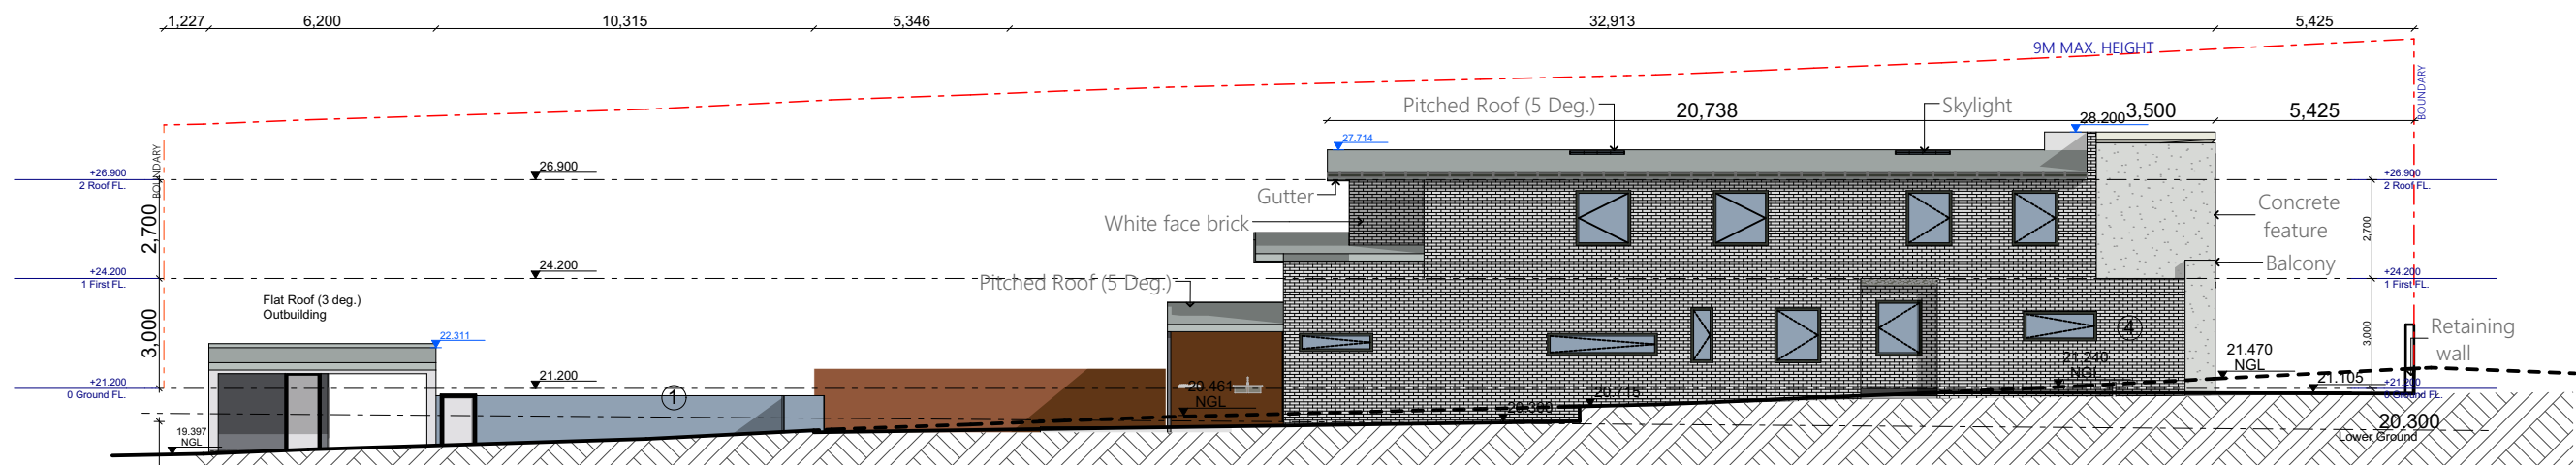 1,227 6,200 10,315 5,346 32,913 5,425
9M MAX. HEIGHT
BOUNDARY
BOUNDARY
Pitched Roof (5 Deg.)
20,738
Skylight
3,500
5,425
28.200
27.714
26.900
+26.900
2 Roof FL.
+26.900
2 Roof FL.
Gutter
White face brick
Concrete
feature
2,700
2,700
Balcony
24.200
+24.200
1 First FL.
+24.200
1 First FL.
Pitched Roof (5 Deg.)
Flat Roof (3 deg.)
Outbuilding
3,000
3,000
22.311
4
Retaining
wall
21.470
NGL
21.240
NGL
21.105
21.200
+21.200
0 Ground FL.
+21.200
0 Ground FL.
1
20.461
NGL
20.715
20.300
Lower Ground
19.397
NGL